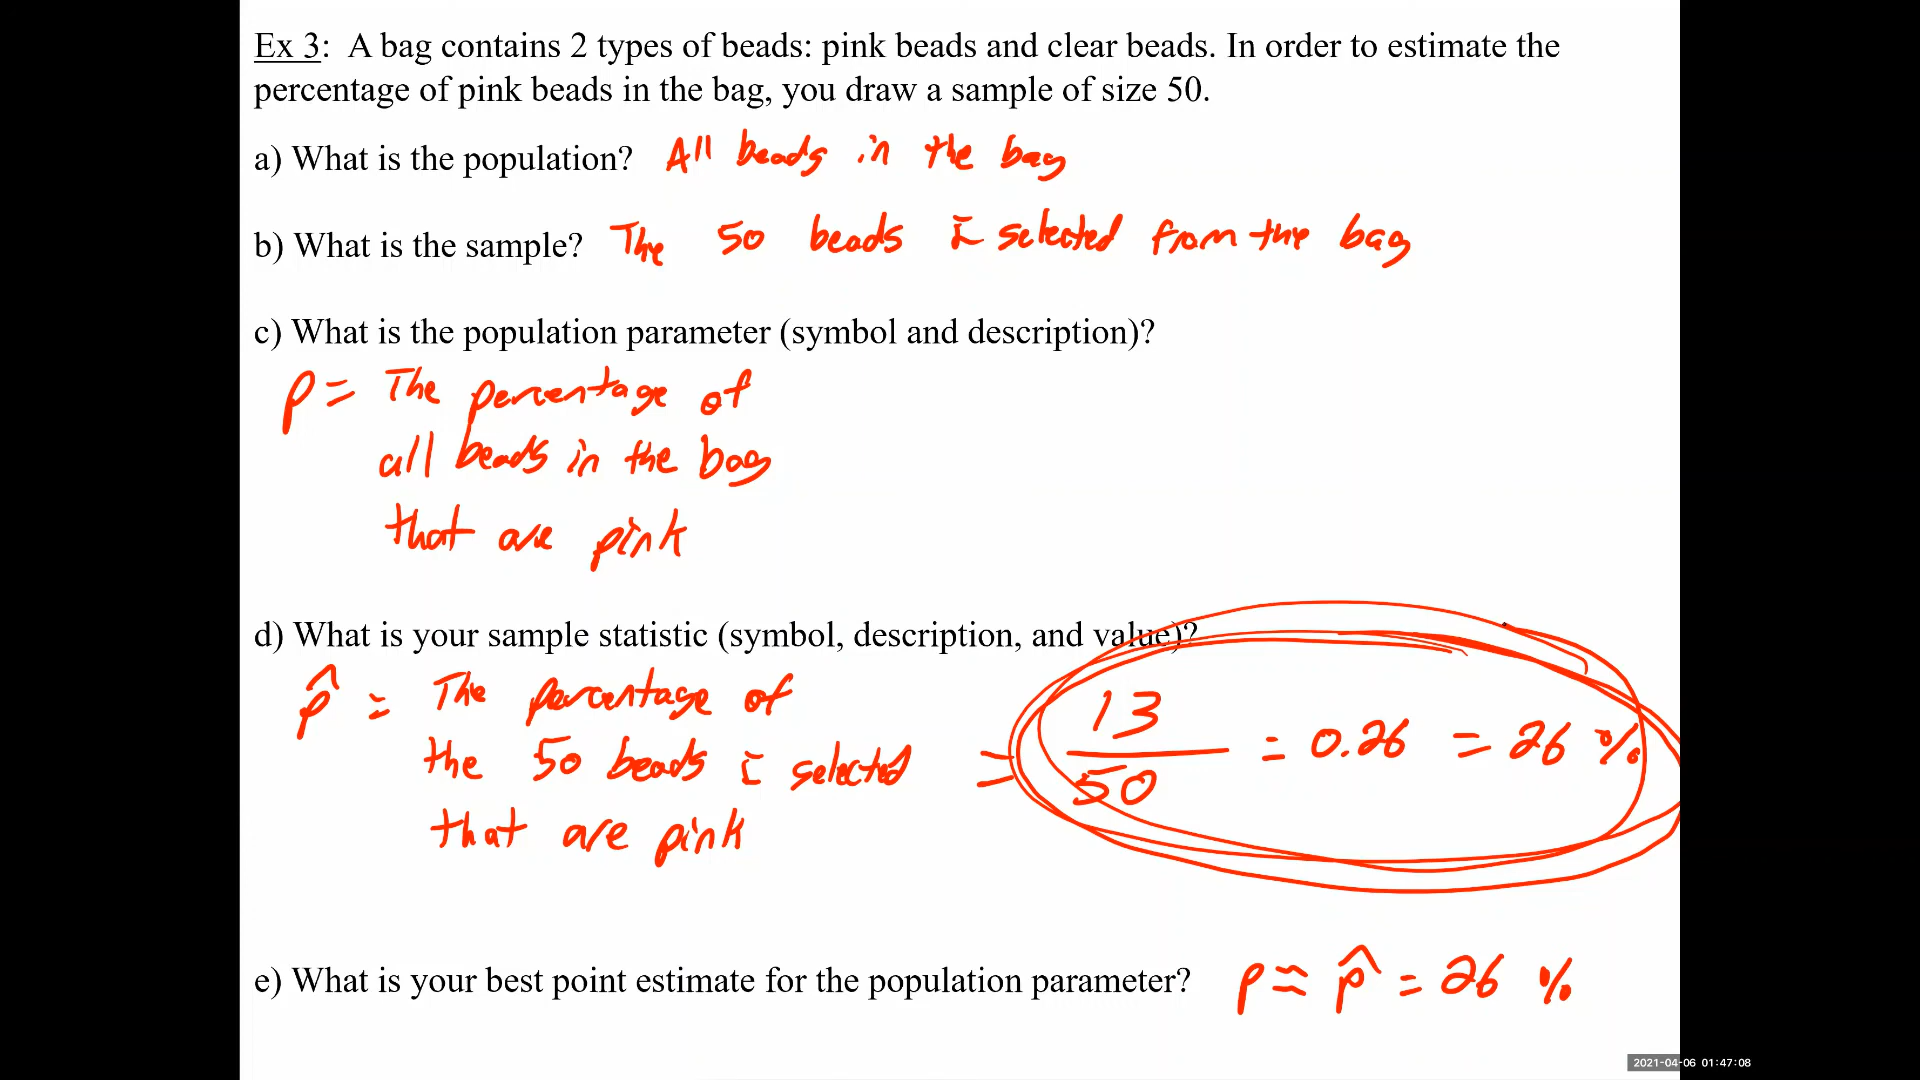 Ex 3: A bag contains 2 types of beads: pink beads and clear beads. In order to estimate the
percentage of pink beads in the bag, you draw a sample of size 50.
a) What is the population? All beads in the bag
b) What is the sample? The 50 beads I selected from the bag
c) What is the population parameter (symbol and description)?
p = The percentage of
all beads in the bag
that are pink
d) What is your sample statistic (symbol, description, and value)?
p̂ = The percentage of
the 50 beads I selected
that are pink
= 13/50 = 0.26 = 26 %
e) What is your best point estimate for the population parameter? p ≈ p̂ = 26 %
2021-04-06 01:47:08